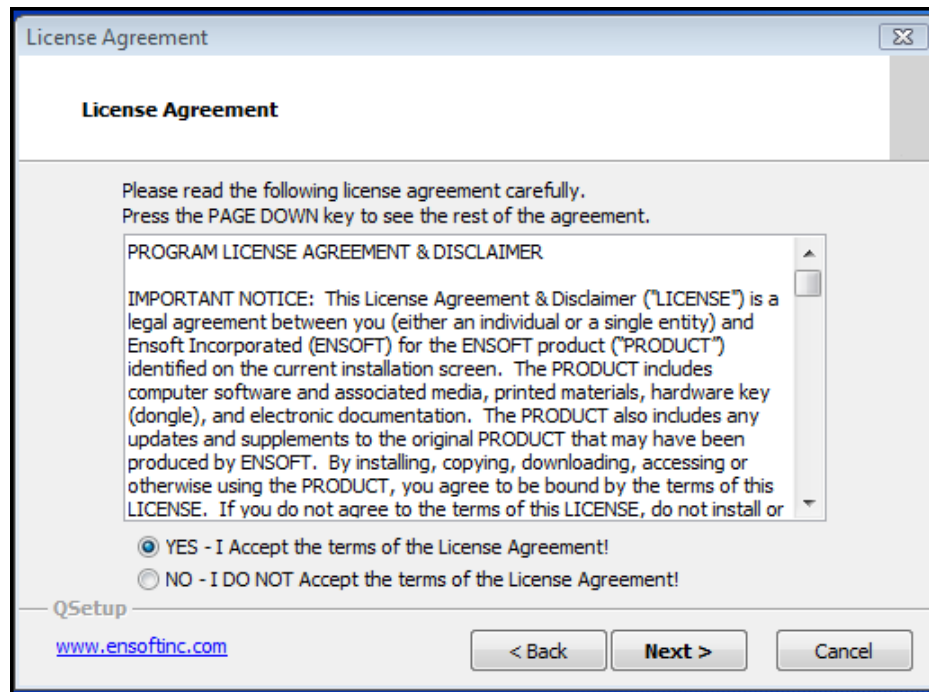 License Agreement
License Agreement
Please read the following license agreement carefully.
Press the PAGE DOWN key to see the rest of the agreement.
PROGRAM LICENSE AGREEMENT & DISCLAIMER
IMPORTANT NOTICE:  This License Agreement & Disclaimer ("LICENSE") is a
legal agreement between you (either an individual or a single entity) and
Ensoft Incorporated (ENSOFT) for the ENSOFT product ("PRODUCT")
identified on the current installation screen.  The PRODUCT includes
computer software and associated media, printed materials, hardware key
(dongle), and electronic documentation.  The PRODUCT also includes any
updates and supplements to the original PRODUCT that may have been
produced by ENSOFT.  By installing, copying, downloading, accessing or
otherwise using the PRODUCT, you agree to be bound by the terms of this
LICENSE.  If you do not agree to the terms of this LICENSE, do not install or
YES - I Accept the terms of the License Agreement!
NO - I DO NOT Accept the terms of the License Agreement!
QSetup
www.ensoftinc.com
< Back
Next >
Cancel